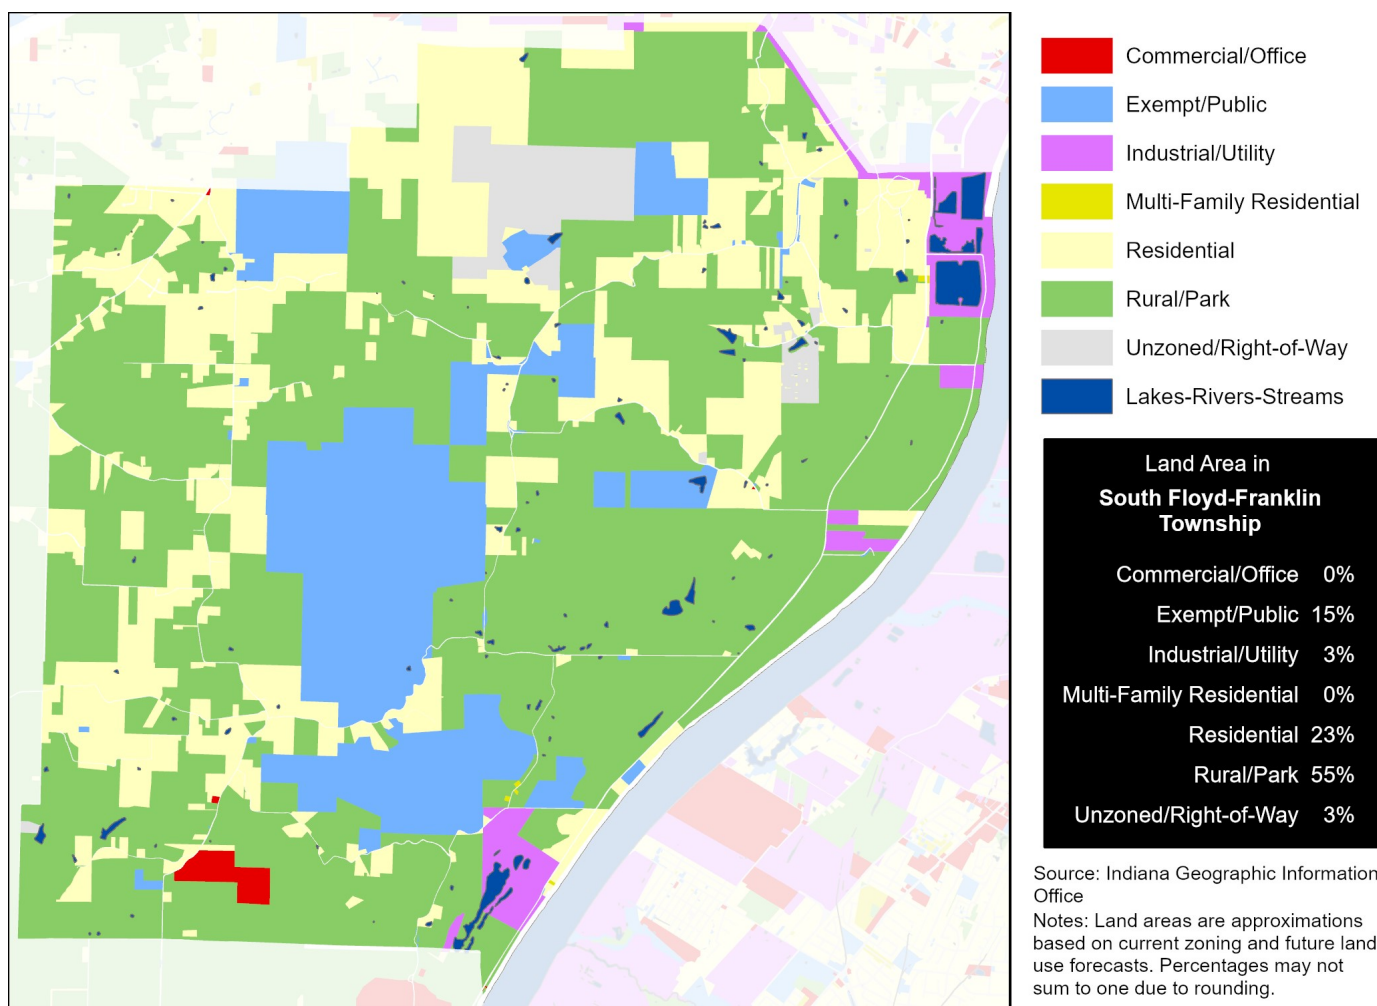 Commercial/Office
Exempt/Public
Industrial/Utility
Multi-Family Residential
Residential
Rural/Park
Unzoned/Right-of-Way
Lakes-Rivers-Streams
Land Area in
South Floyd-Franklin
Township
Commercial/Office 0%
Exempt/Public 15%
Industrial/Utility 3%
Multi-Family Residential 0%
Residential 23%
Rural/Park 55%
Unzoned/Right-of-Way 3%
Source: Indiana Geographic Information
Office
Notes: Land areas are approximations
based on current zoning and future land
use forecasts. Percentages may not
sum to one due to rounding.